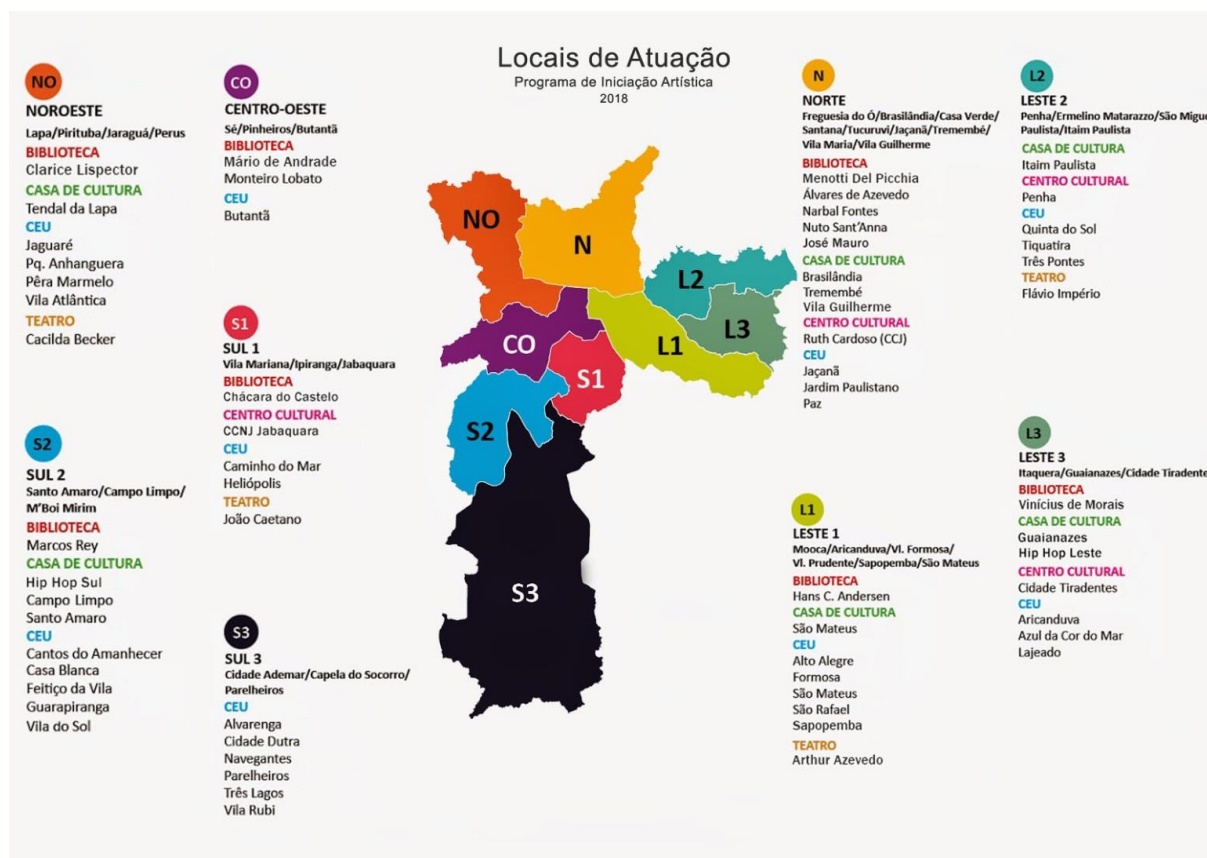 Locais de Atuação
Programa de Iniciação Artística
2018
NO
NOROESTE
Lapa/Pirituba/Jaraguá/Perus
BIBLIOTECA
Clarice Lispector
CASA DE CULTURA
Tendal da Lapa
CEU
Jaguaré
Pq. Anhanguera
Pêra Marmelo
Vila Atlântica
TEATRO
Cacilda Becker
S2
SUL 2
Santo Amaro/Campo Limpo/
M'Boi Mirim
BIBLIOTECA
Marcos Rey
CASA DE CULTURA
Hip Hop Sul
Campo Limpo
Santo Amaro
CEU
Cantos do Amanhecer
Casa Blanca
Feitiço da Vila
Guarapiranga
Vila do Sol
CO
CENTRO-OESTE
Sé/Pinheiros/Butantã
BIBLIOTECA
Mário de Andrade
Monteiro Lobato
CEU
Butantã
S1
SUL 1
Vila Mariana/Ipiranga/Jabaquara
BIBLIOTECA
Chácara do Castelo
CENTRO CULTURAL
CCNJ Jabaquara
CEU
Caminho do Mar
Heliópolis
TEATRO
João Caetano
S3
SUL 3
Cidade Ademar/Capela do Socorro/
Parelheiros
CEU
Alvarenga
Cidade Dutra
Navegantes
Parelheiros
Três Lagos
Vila Rubi
NO
N
L2
L3
L1
CO
S1
S2
S3
N
NORTE
Freguesia do Ó/Brasilândia/Casa Verde/
Santana/Tucuruvi/Jaçanã/Tremembé/
Vila Maria/Vila Guilherme
BIBLIOTECA
Menotti Del Picchia
Álvares de Azevedo
Narbal Fontes
Nuto Sant'Anna
José Mauro
CASA DE CULTURA
Brasilândia
Tremembé
Vila Guilherme
CENTRO CULTURAL
Ruth Cardoso (CCJ)
CEU
Jaçanã
Jardim Paulistano
Paz
L1
LESTE 1
Mooca/Aricanduva/Vl. Formosa/
Vl. Prudente/Sapopemba/São Mateus
BIBLIOTECA
Hans C. Andersen
CASA DE CULTURA
São Mateus
CEU
Alto Alegre
Formosa
São Mateus
São Rafael
Sapopemba
TEATRO
Arthur Azevedo
L2
LESTE 2
Penha/Ermelino Matarazzo/São Migue
Paulista/Itaim Paulista
CASA DE CULTURA
Itaim Paulista
CENTRO CULTURAL
Penha
CEU
Quinta do Sol
Tiquatira
Três Pontes
TEATRO
Flávio Império
L3
LESTE 3
Itaquera/Guaianazes/Cidade Tiradentes
BIBLIOTECA
Vinícius de Morais
CASA DE CULTURA
Guaianazes
Hip Hop Leste
CENTRO CULTURAL
Cidade Tiradentes
CEU
Aricanduva
Azul da Cor do Mar
Lajeado